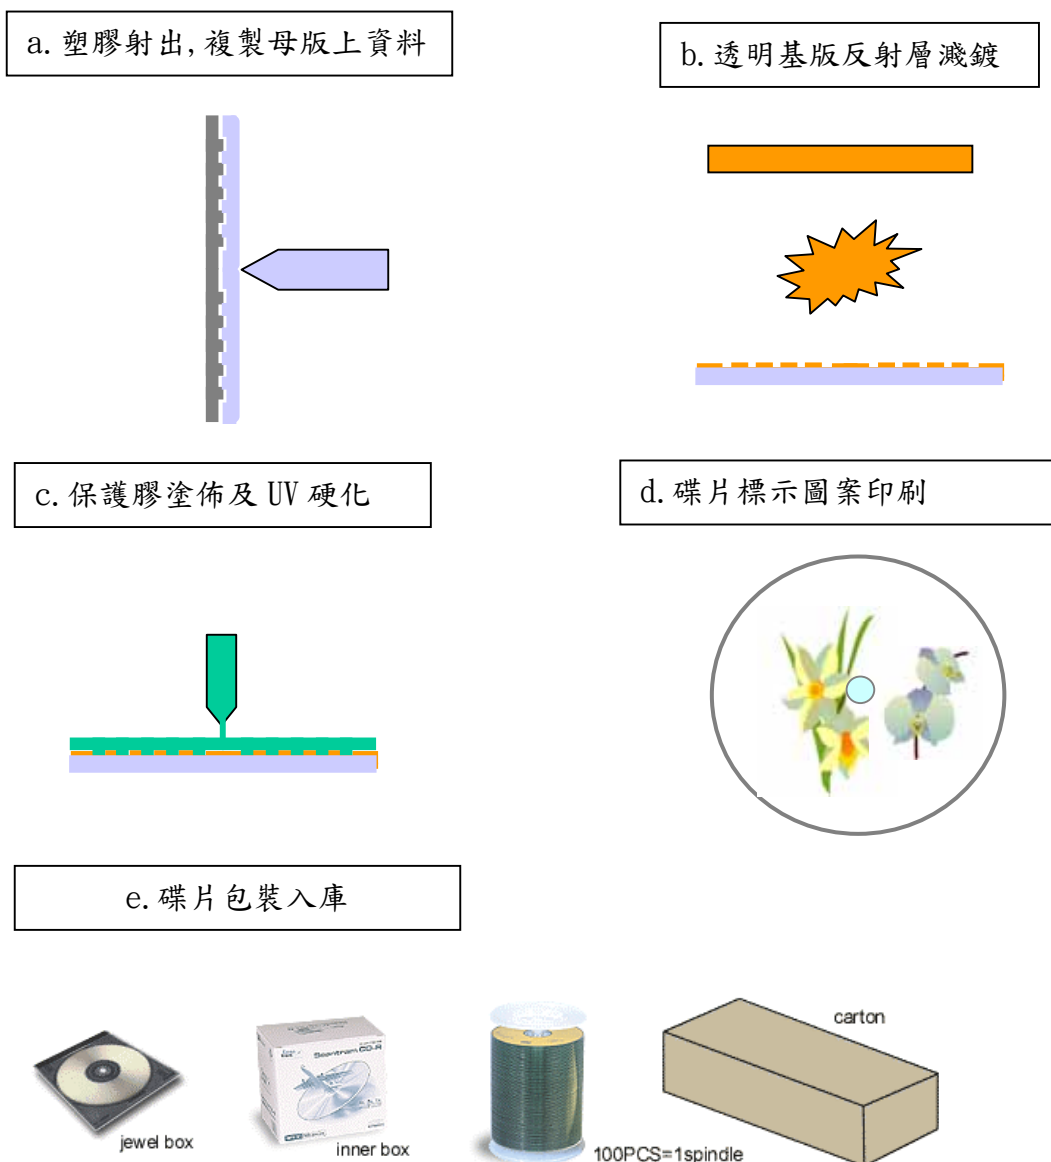 a.塑膠射出,複製母版上資料
b.透明基版反射層濺鍍
c.保護膠塗佈及 UV 硬化
d.碟片標示圖案印刷
e.碟片包裝入庫
jewel box
inner box
100PCS=1spindle
carton